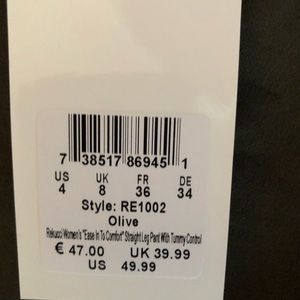 7 38517 86945 1
US UK FR DE
4 8 36 34
Style: RE1002
Olive
Rekucci Women's "Ease In To Comfort" Straight Leg Pant With Tummy Control
€ 47.00 UK 39.99
US 49.99